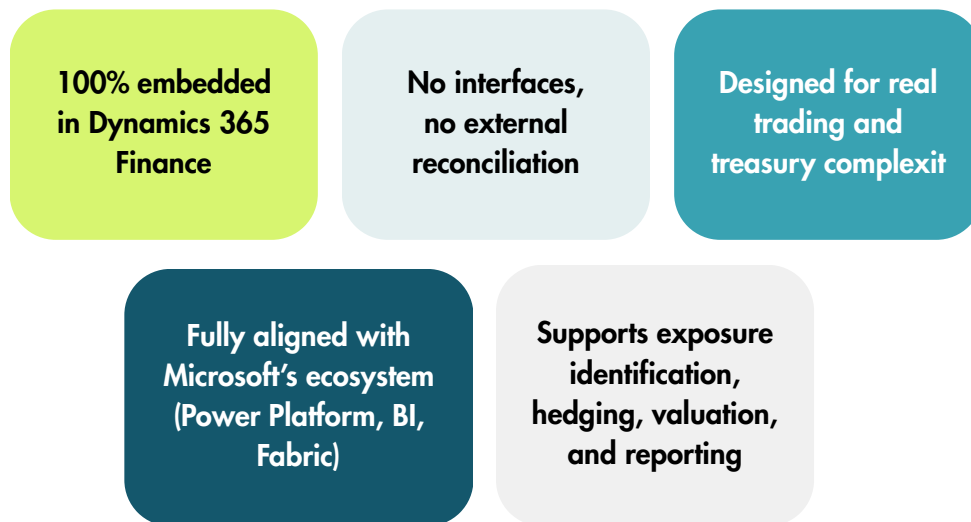 100% embedded
in Dynamics 365
Finance
No interfaces,
no external
reconciliation
Designed for real
trading and
treasury complexit
Fully aligned with
Microsoft’s ecosystem
(Power Platform, BI,
Fabric)
Supports exposure
identification,
hedging, valuation,
and reporting